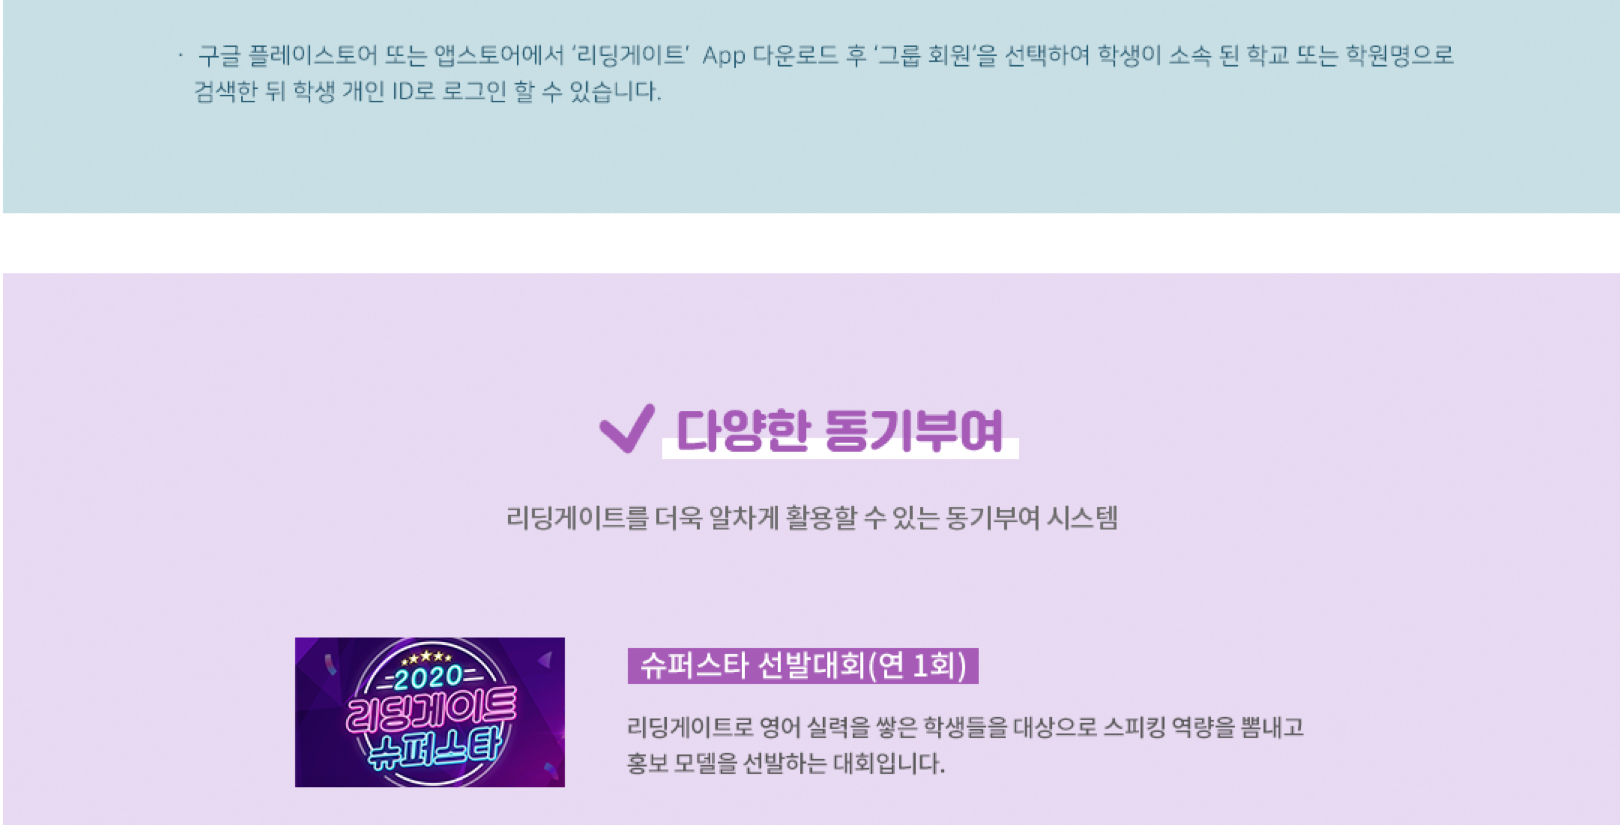 · 구글 플레이스토어 또는 앱스토어에서 ‘리딩게이트’ App 다운로드 후 ‘그룹 회원’을 선택하여 학생이 소속 된 학교 또는 학원명으로
검색한 뒤 학생 개인 ID로 로그인 할 수 있습니다.
다양한 동기부여
리딩게이트를 더욱 알차게 활용할 수 있는 동기부여 시스템
2020
리딩게이트
슈퍼스타
슈퍼스타 선발대회(연 1회)
리딩게이트로 영어 실력을 쌓은 학생들을 대상으로 스피킹 역량을 뽐내고
홍보 모델을 선발하는 대회입니다.